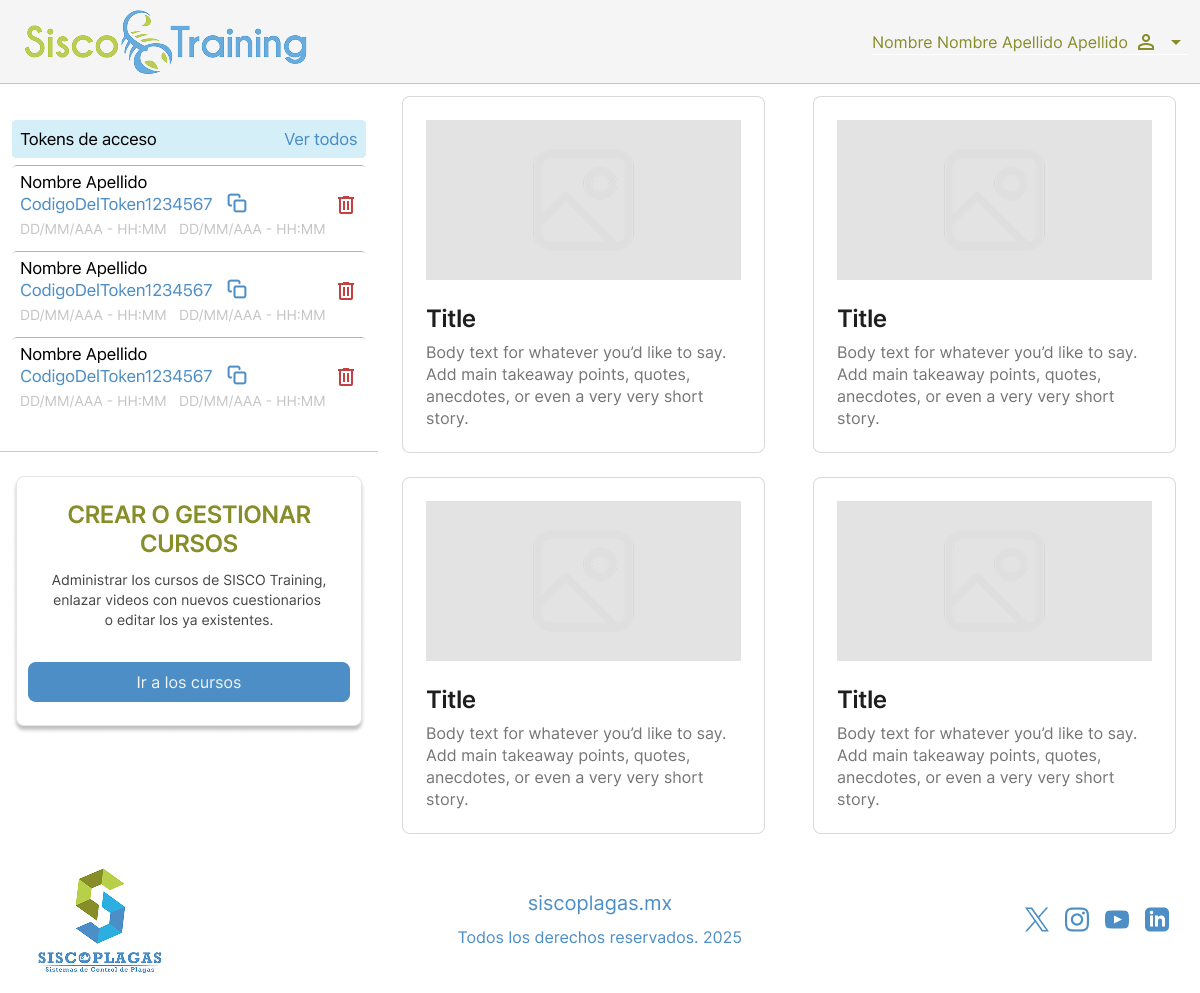 Sisco Training
Nombre Nombre Apellido Apellido
Tokens de acceso
Ver todos
Nombre Apellido
CodigoDelToken1234567
DD/MM/AAA - HH:MM DD/MM/AAA - HH:MM
Nombre Apellido
CodigoDelToken1234567
DD/MM/AAA - HH:MM DD/MM/AAA - HH:MM
Nombre Apellido
CodigoDelToken1234567
DD/MM/AAA - HH:MM DD/MM/AAA - HH:MM
CREAR O GESTIONAR
CURSOS
Administrar los cursos de SISCO Training,
enlazar videos con nuevos cuestionarios
o editar los ya existentes.
Ir a los cursos
Title
Body text for whatever you’d like to say.
Add main takeaway points, quotes,
anecdotes, or even a very very short
story.
Title
Body text for whatever you’d like to say.
Add main takeaway points, quotes,
anecdotes, or even a very very short
story.
Title
Body text for whatever you’d like to say.
Add main takeaway points, quotes,
anecdotes, or even a very very short
story.
Title
Body text for whatever you’d like to say.
Add main takeaway points, quotes,
anecdotes, or even a very very short
story.
SISCOPLAGAS
Sistemas de Control de Plagas
siscoplagas.mx
Todos los derechos reservados. 2025